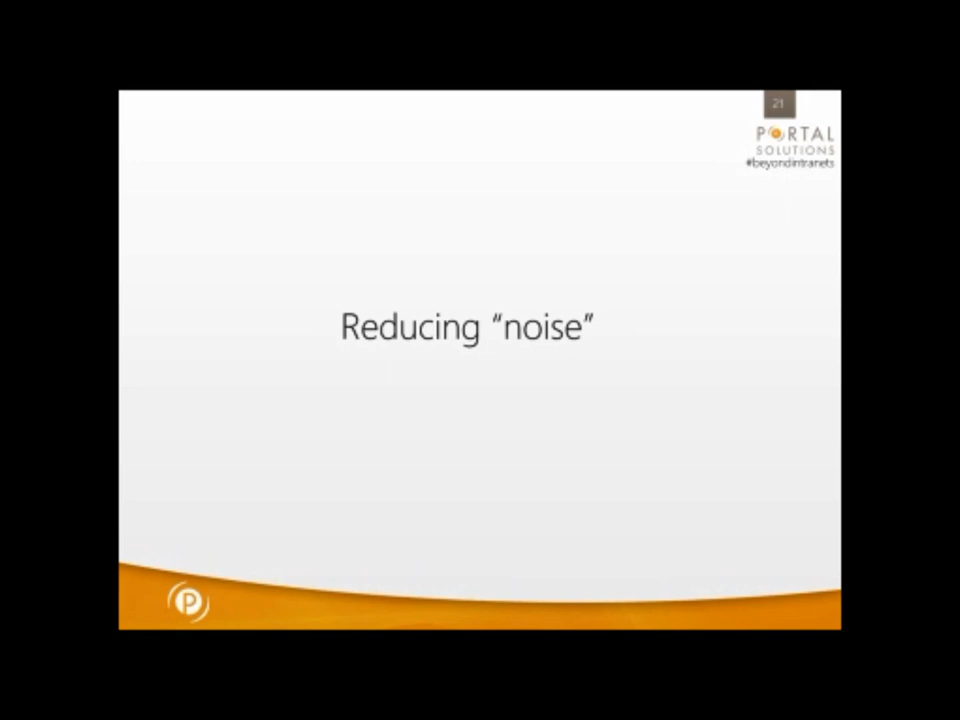 21
PORTAL
SOLUTIONS
#beyondintranets
Reducing “noise”
P